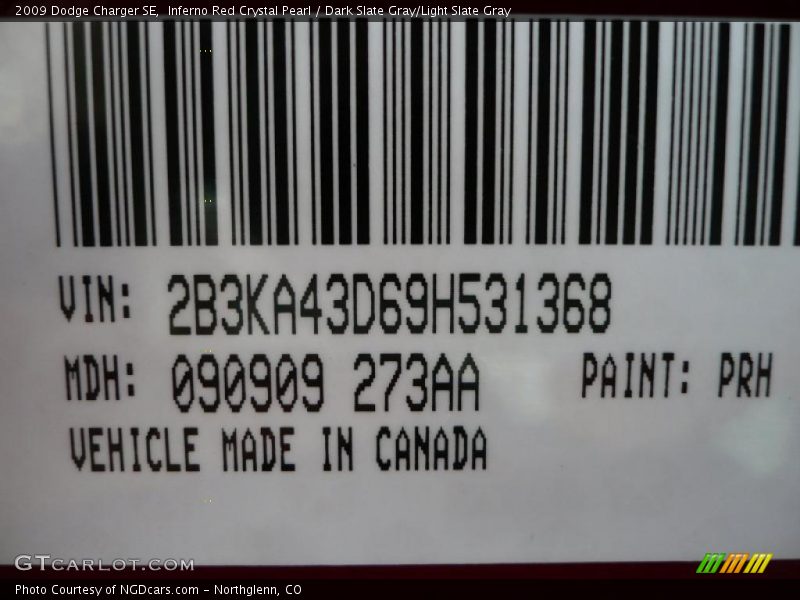 2009 Dodge Charger SE,  Inferno Red Crystal Pearl / Dark Slate Gray/Light Slate Gray
VIN: 2B3KA43D69H531368
MDH: 090909 273AA PAINT: PRH
VEHICLE MADE IN CANADA
GTCARLOT.COM
Photo Courtesy of NGDcars.com – Northglenn, CO